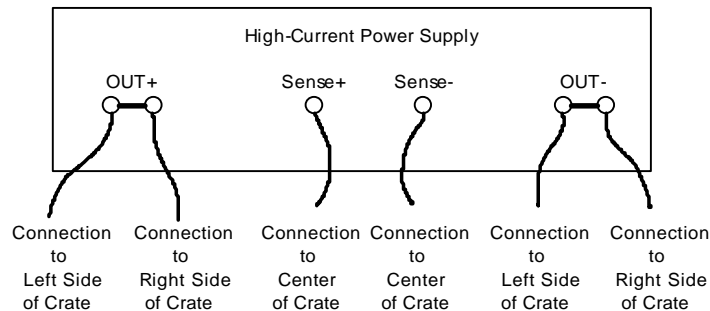 High-Current Power Supply
OUT+ Sense+ Sense- OUT-
Connection Connection Connection Connection Connection Connection
to to to to to to
Left Side Right Side Center Center Left Side Right Side
of Crate of Crate of Crate of Crate of Crate of Crate